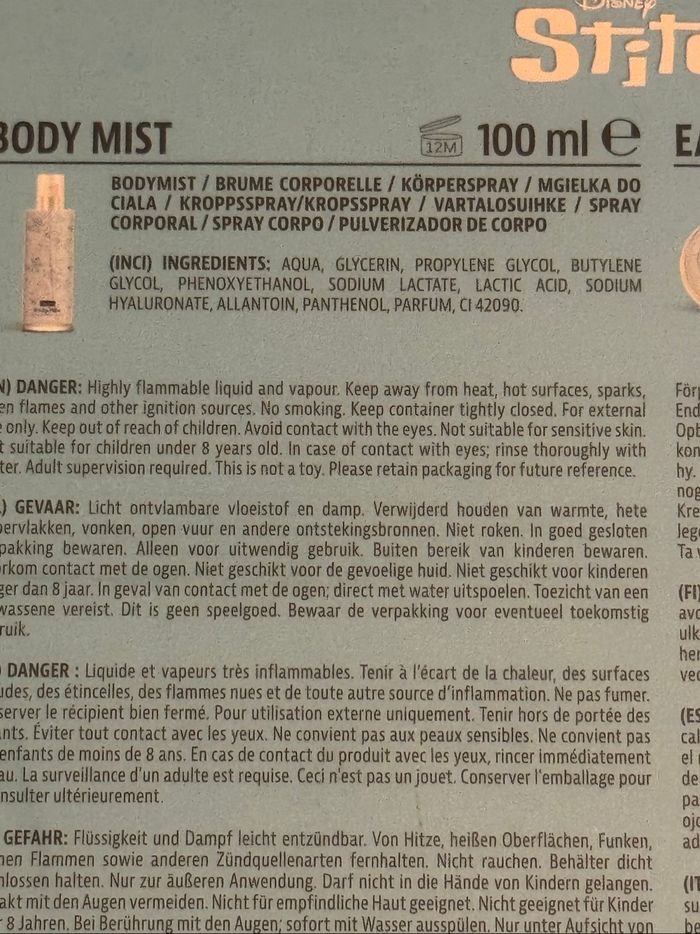 DISNEY
BODY MIST
12M
100 ml ℮
BODYMIST / BRUME CORPORELLE / KÖRPERSPRAY / MGIELKA DO
CIALA / KROPPSSPRAY/KROPSSPRAY / VARTALOSUIHKE / SPRAY
CORPORAL / SPRAY CORPO / PULVERIZADOR DE CORPO
(INCI) INGREDIENTS: AQUA, GLYCERIN, PROPYLENE GLYCOL, BUTYLENE
GLYCOL, PHENOXYETHANOL, SODIUM LACTATE, LACTIC ACID, SODIUM
HYALURONATE, ALLANTOIN, PANTHENOL, PARFUM, CI 42090.
DANGER: Highly flammable liquid and vapour. Keep away from heat, hot surfaces, sparks,
flames and other ignition sources. No smoking. Keep container tightly closed. For external
only. Keep out of reach of children. Avoid contact with the eyes. Not suitable for sensitive skin.
suitable for children under 8 years old. In case of contact with eyes; rinse thoroughly with
Adult supervision required. This is not a toy. Please retain packaging for future reference.
GEVAAR: Licht ontvlambare vloeistof en damp. Verwijderd houden van warmte, hete
vonken, open vuur en andere ontstekingsbronnen. Niet roken. In goed gesloten
bewaren. Alleen voor uitwendig gebruik. Buiten bereik van kinderen bewaren.
contact met de ogen. Niet geschikt voor de gevoelige huid. Niet geschikt voor kinderen
dan 8 jaar. In geval van contact met de ogen; direct met water uitspoelen. Toezicht van een
vereist. Dit is geen speelgoed. Bewaar de verpakking voor eventueel toekomstig
DANGER : Liquide et vapeurs très inflammables. Tenir à l'écart de la chaleur, des surfaces
des étincelles, des flammes nues et de toute autre source d'inflammation. Ne pas fumer.
le récipient bien fermé. Pour utilisation externe uniquement. Tenir hors de portée des
Éviter tout contact avec les yeux. Ne convient pas aux peaux sensibles. Ne convient pas
enfants de moins de 8 ans. En cas de contact du produit avec les yeux, rincer immédiatement
La surveillance d'un adulte est requise. Ceci n'est pas un jouet. Conserver l'emballage pour
ultérieurement.
GEFAHR: Flüssigkeit und Dampf leicht entzündbar. Von Hitze, heißen Oberflächen, Funken,
Flammen sowie anderen Zündquellenarten fernhalten. Nicht rauchen. Behälter dicht
halten. Nur zur äußeren Anwendung. Darf nicht in die Hände von Kindern gelangen.
mit den Augen vermeiden. Nicht für empfindliche Haut geeignet. Nicht geeignet für Kinder
8 Jahren. Bei Berührung mit den Augen; sofort mit Wasser ausspülen. Nur unter Aufsicht von